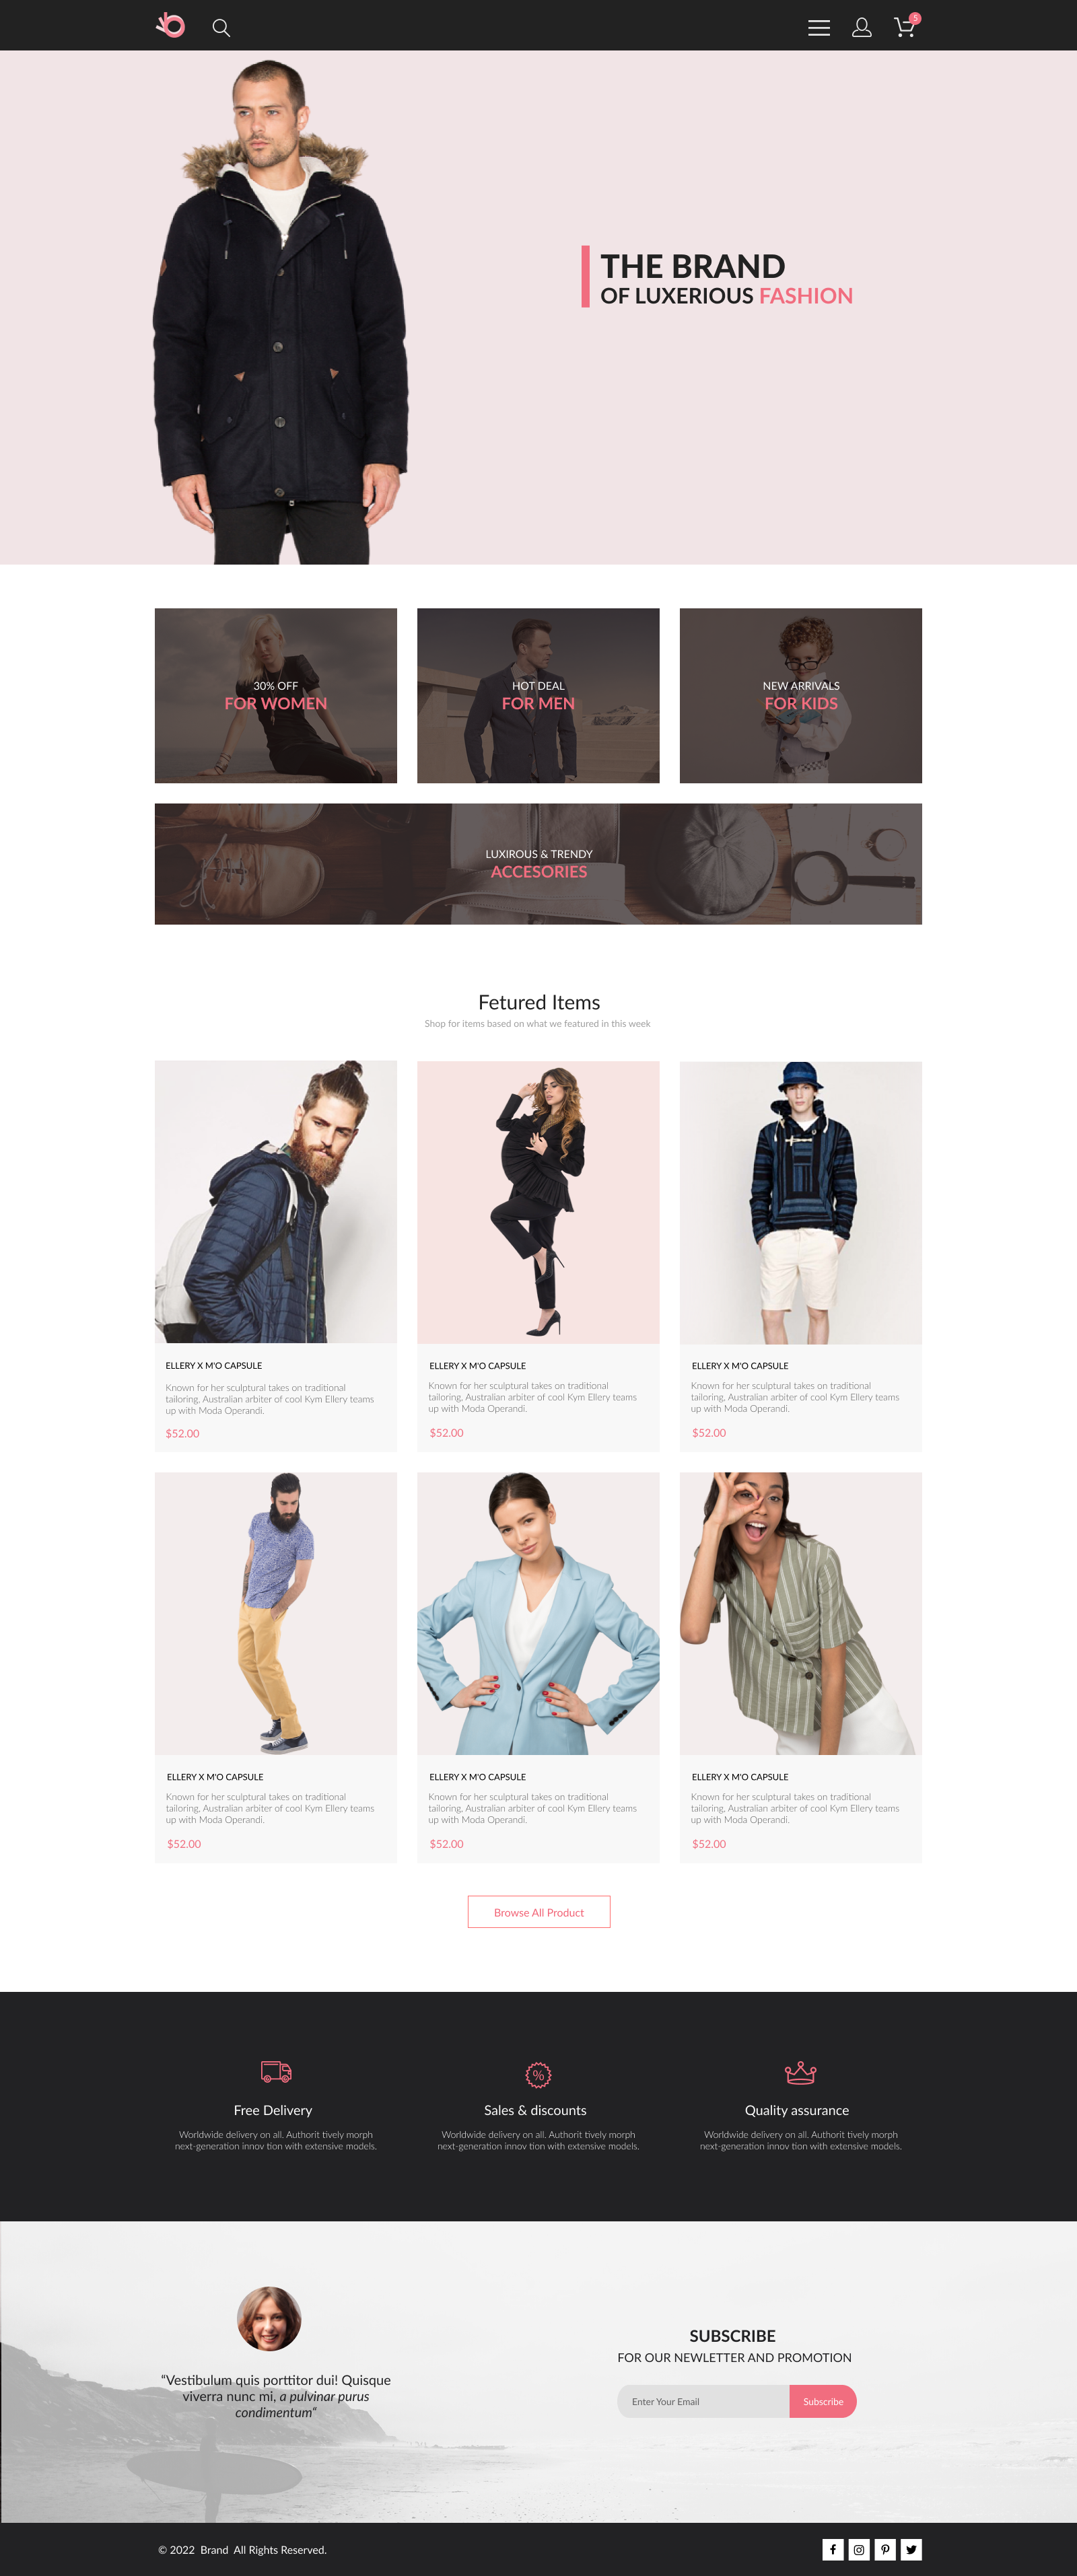 5
THE BRAND
OF LUXERIOUS FASHION
30% OFF
FOR WOMEN
HOT DEAL
FOR MEN
NEW ARRIVALS
FOR KIDS
LUXIROUS & TRENDY
ACCESORIES
Fetured Items
Shop for items based on what we featured in this week
ELLERY X M'O CAPSULE
Known for her sculptural takes on traditional
tailoring, Australian arbiter of cool Kym Ellery teams
up with Moda Operandi.
$52.00
ELLERY X M'O CAPSULE
Known for her sculptural takes on traditional
tailoring, Australian arbiter of cool Kym Ellery teams
up with Moda Operandi.
$52.00
ELLERY X M'O CAPSULE
Known for her sculptural takes on traditional
tailoring, Australian arbiter of cool Kym Ellery teams
up with Moda Operandi.
$52.00
ELLERY X M'O CAPSULE
Known for her sculptural takes on traditional
tailoring, Australian arbiter of cool Kym Ellery teams
up with Moda Operandi.
$52.00
ELLERY X M'O CAPSULE
Known for her sculptural takes on traditional
tailoring, Australian arbiter of cool Kym Ellery teams
up with Moda Operandi.
$52.00
ELLERY X M'O CAPSULE
Known for her sculptural takes on traditional
tailoring, Australian arbiter of cool Kym Ellery teams
up with Moda Operandi.
$52.00
Browse All Product
%
Free Delivery
Worldwide delivery on all. Authorit tively morph
next-generation innov tion with extensive models.
Sales & discounts
Worldwide delivery on all. Authorit tively morph
next-generation innov tion with extensive models.
Quality assurance
Worldwide delivery on all. Authorit tively morph
next-generation innov tion with extensive models.
“Vestibulum quis porttitor dui! Quisque
viverra nunc mi, a pulvinar purus
condimentum“
SUBSCRIBE
FOR OUR NEWLETTER AND PROMOTION
Enter Your Email
Subscribe
© 2022 Brand All Rights Reserved.